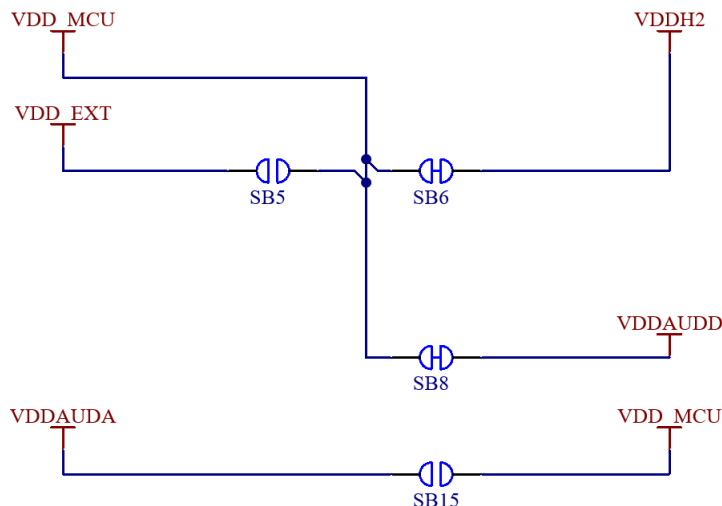 VDD_MCU
VDDH2
VDD_EXT
SB5
SB6
VDDAUDD
SB8
VDDAUDA
VDD_MCU
SB15